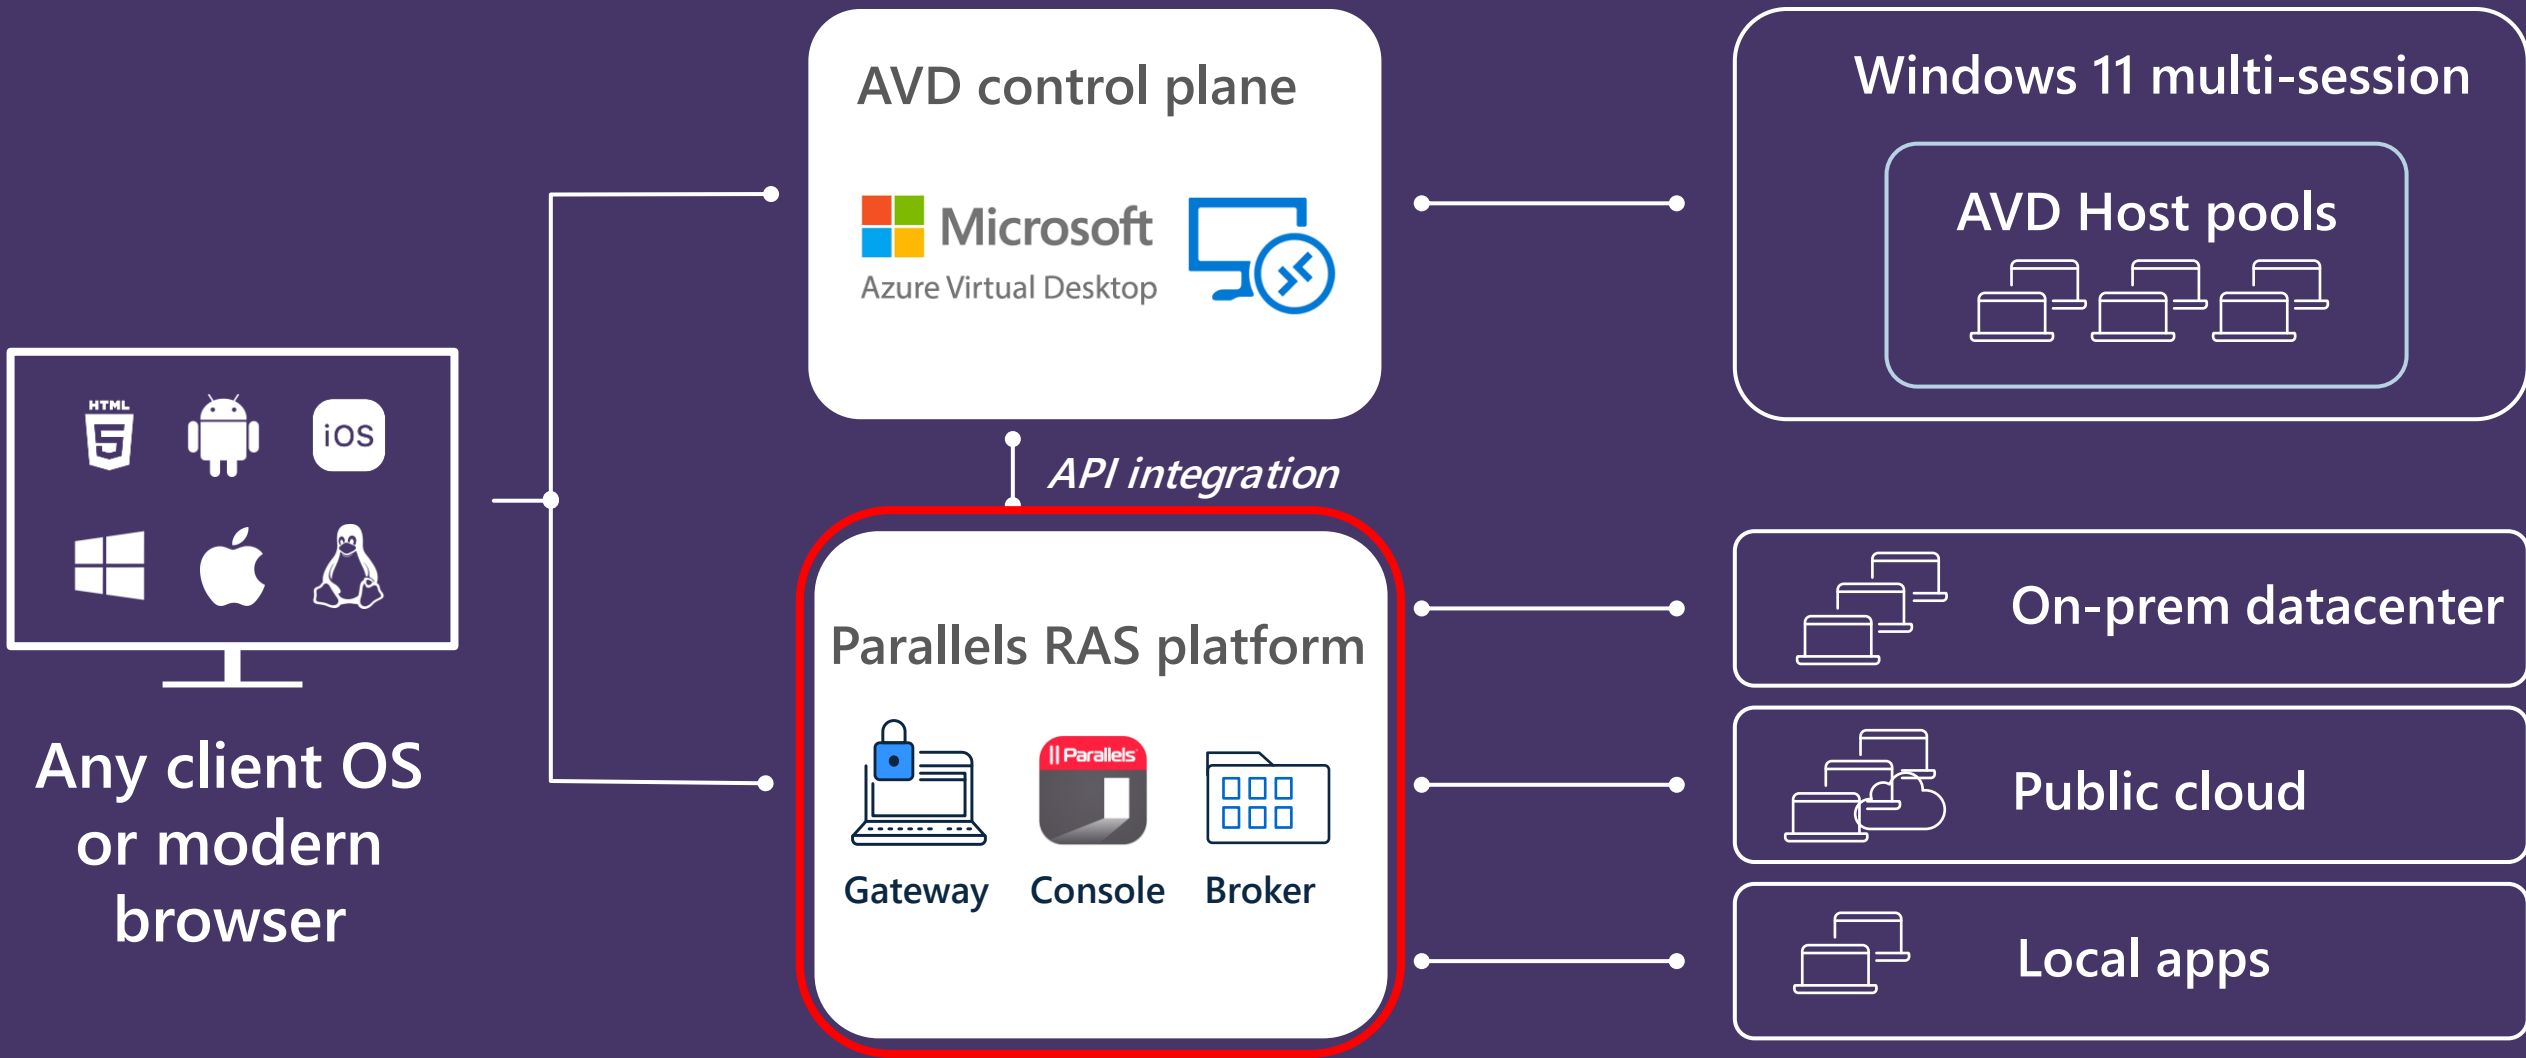 AVD control plane
Microsoft
Azure Virtual Desktop
Windows 11 multi-session
AVD Host pools
HTML
5
iOS
Any client OS
or modern
browser
API integration
Parallels RAS platform
|| Parallels
Gateway
Console
Broker
On-prem datacenter
Public cloud
Local apps